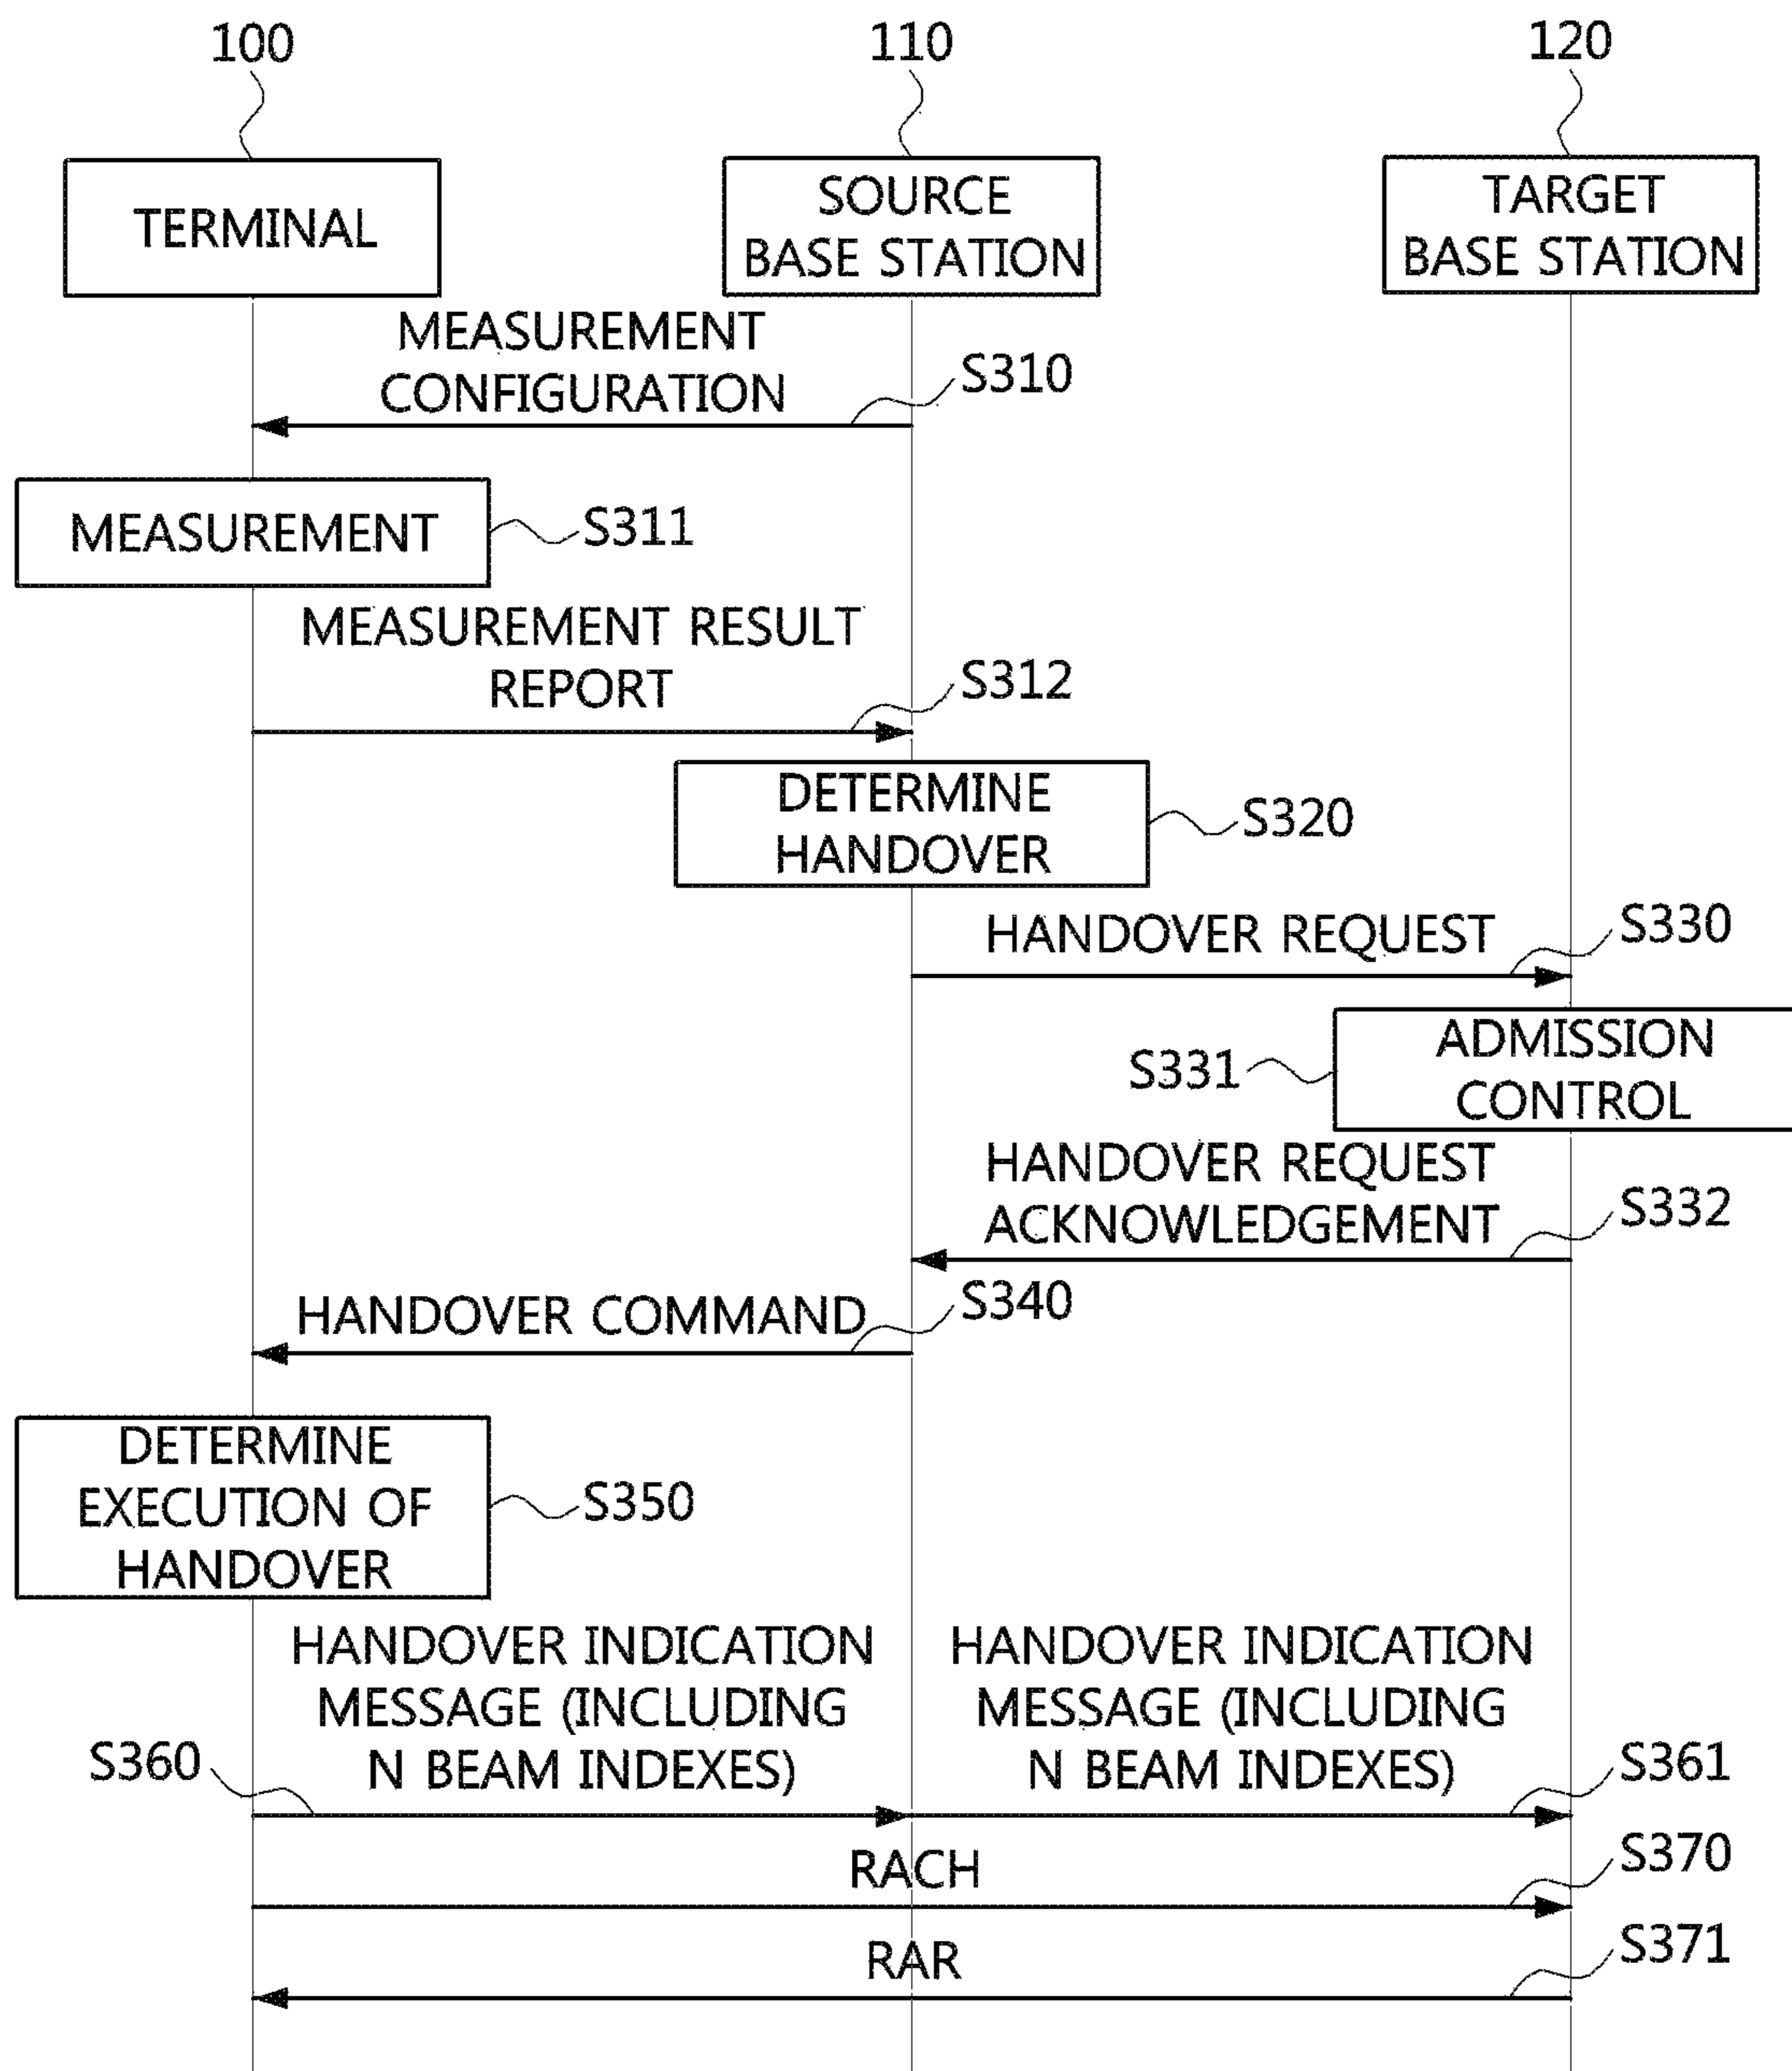 100
110
120
TERMINAL
SOURCE
BASE STATION
TARGET
BASE STATION
MEASUREMENT
CONFIGURATION
S310
MEASUREMENT
S311
MEASUREMENT RESULT
REPORT
S312
DETERMINE
HANDOVER
S320
HANDOVER REQUEST
S330
ADMISSION
CONTROL
S331
HANDOVER REQUEST
ACKNOWLEDGEMENT
S332
HANDOVER COMMAND
S340
DETERMINE
EXECUTION OF
HANDOVER
S350
HANDOVER INDICATION
MESSAGE (INCLUDING
N BEAM INDEXES)
S360
HANDOVER INDICATION
MESSAGE (INCLUDING
N BEAM INDEXES)
S361
RACH
S370
RAR
S371